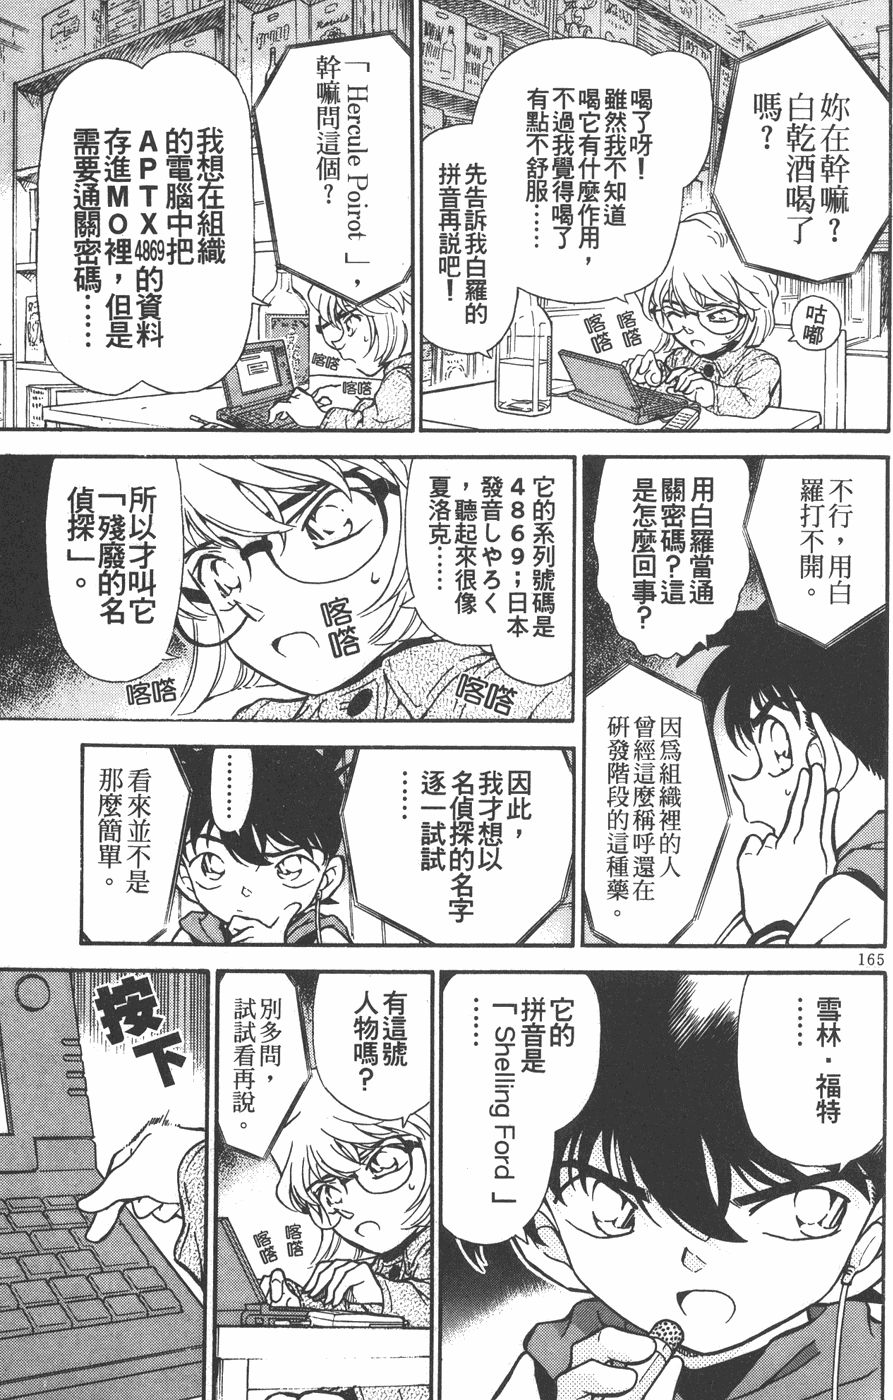 妳在幹嘛?
白乾酒喝了
嗎?
喝了呀!
雖然我不知道
喝它有什麼作用,
不過我覺得喝了
有點不舒服……
先告訴我白羅的
拼音再說吧!
咕嘟
喀嗒
喀嗒
「Hercule Poirot」,
幹嘛問這個?
我想在組織
的電腦中把
APTX4869的資料
存進MO裡,但是
需要通關密碼……
喀嗒
喀嗒
不行,用白
羅打不開。
用白羅當通
關密碼?這
是怎麼回事?
因為組織裡的人
曾經這麼稱呼還在
研發階段的這種藥。
它的系列號碼是
4869;日本
發音しやろく
,聽起來很像
夏洛克……
所以才叫它
「殘廢的名
偵探」。
喀嗒
喀嗒
喀嗒
因此,
我才想以
名偵探的名字
逐一試試
……
……
看來並不是
那麼簡單。
165
雪林·福特
……
它的
拼音是
「Shelling Ford」
……
有這號
人物嗎?
別多問,
試試看再說。
喀嗒
喀嗒
按下